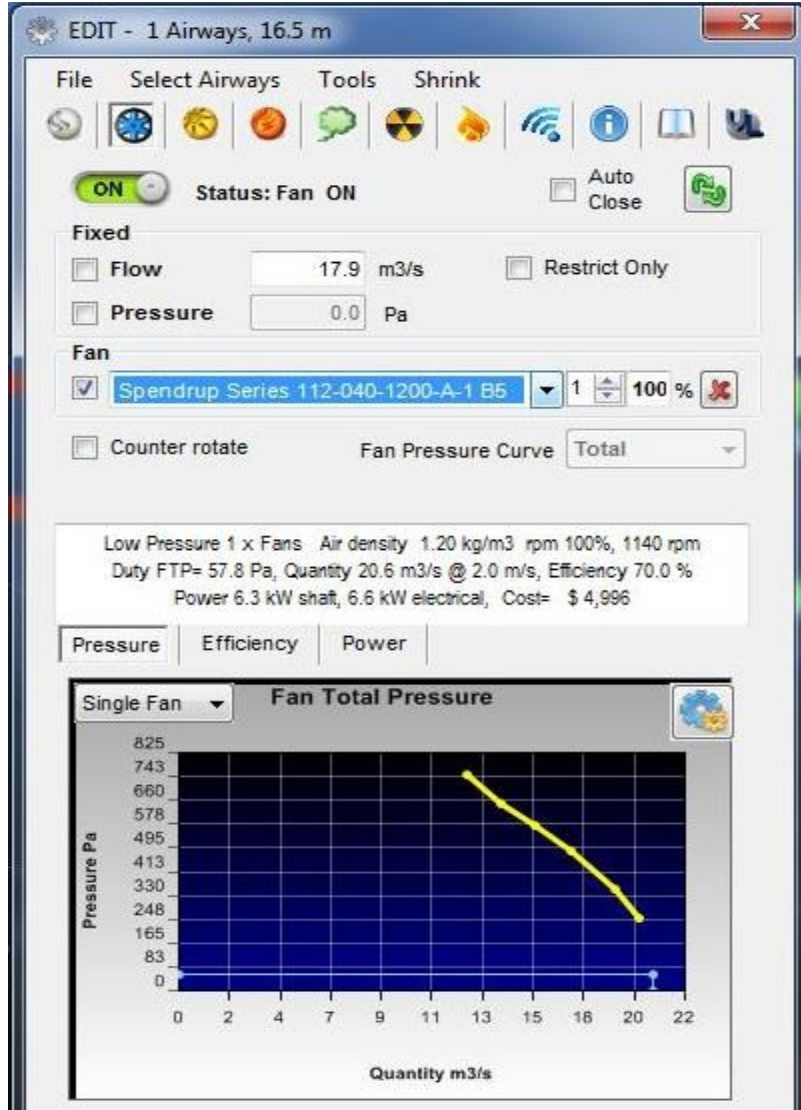 EDIT - 1 Airways, 16.5 m
File Select Airways Tools Shrink
ON Status: Fan ON Auto Close
Fixed
Flow 17.9 m3/s Restrict Only
Pressure 0.0 Pa
Fan
Spendrup Series 112-040-1200-A-1 B5 1 100 %
Counter rotate Fan Pressure Curve Total
Low Pressure 1 x Fans Air density 1.20 kg/m3 rpm 100%, 1140 rpm
Duty FTP= 57.8 Pa, Quantity 20.6 m3/s @ 2.0 m/s, Efficiency 70.0 %
Power 6.3 kW shaft, 6.6 kW electrical, Cost= $ 4,996
Pressure Efficiency Power
Single Fan Fan Total Pressure
825
743
660
578
495
413
330
248
165
83
0
Pressure Pa
0 2 4 7 9 11 13 15 18 20 22
Quantity m3/s